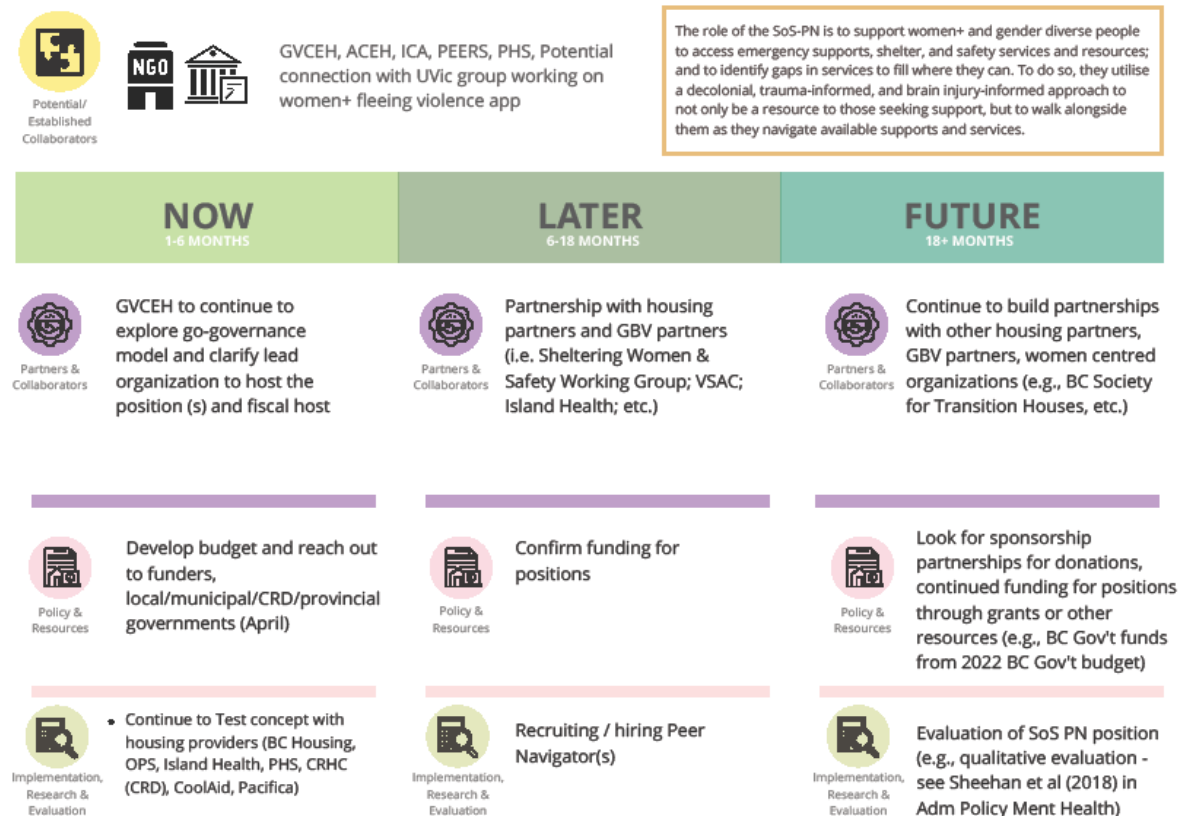 NGO
GVCEH, ACEH, ICA, PEERS, PHS, Potential
connection with UVic group working on
women+ fleeing violence app
Potential/
Established
Collaborators
The role of the SoS-PN is to support women+ and gender diverse people
to access emergency supports, shelter, and safety services and resources;
and to identify gaps in services to fill where they can. To do so, they utilise
a decolonial, trauma-informed, and brain injury-informed approach to
not only be a resource to those seeking support, but to walk alongside
them as they navigate available supports and services.
NOW
1-6 MONTHS
LATER
6-18 MONTHS
FUTURE
18+ MONTHS
Partners &
Collaborators
GVCEH to continue to
explore go-governance
model and clarify lead
organization to host the
position (s) and fiscal host
Partners &
Collaborators
Partnership with housing
partners and GBV partners
(i.e. Sheltering Women &
Safety Working Group; VSAC;
Island Health; etc.)
Partners &
Collaborators
Continue to build partnerships
with other housing partners,
GBV partners, women centred
organizations (e.g., BC Society
for Transition Houses, etc.)
Policy &
Resources
Develop budget and reach out
to funders,
local/municipal/CRD/provincial
governments (April)
Policy &
Resources
Confirm funding for
positions
Policy &
Resources
Look for sponsorship
partnerships for donations,
continued funding for positions
through grants or other
resources (e.g., BC Gov't funds
from 2022 BC Gov't budget)
Implementation,
Research &
Evaluation
• Continue to Test concept with
housing providers (BC Housing,
OPS, Island Health, PHS, CRHC
(CRD), CoolAid, Pacifica)
Implementation,
Research &
Evaluation
Recruiting / hiring Peer
Navigator(s)
Implementation,
Research &
Evaluation
Evaluation of SoS PN position
(e.g., qualitative evaluation -
see Sheehan et al (2018) in
Adm Policy Ment Health)